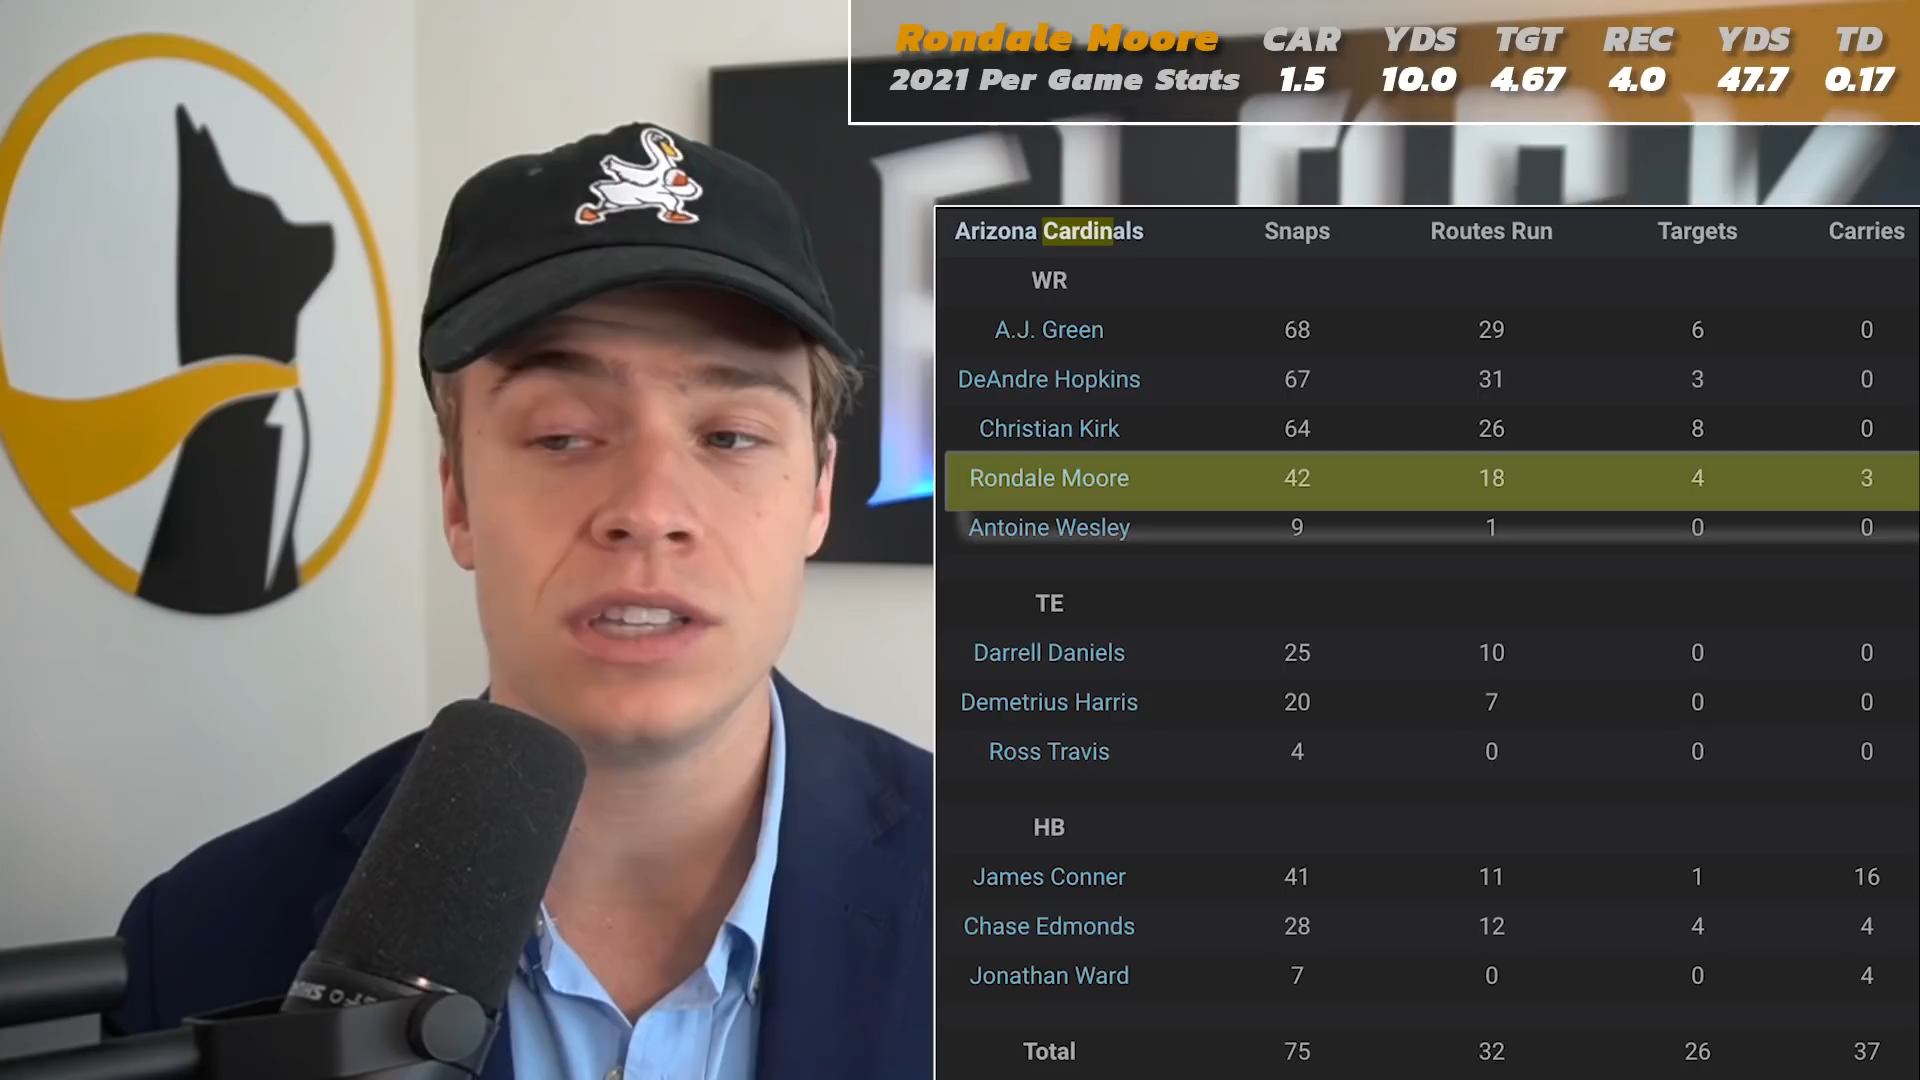 Rondale Moore CAR YDS TGT REC YDS TD
2021 Per Game Stats 1.5 10.0 4.67 4.0 47.7 0.17
Arizona Cardinals Snaps Routes Run Targets Carries
WR
A.J. Green 68 29 6 0
DeAndre Hopkins 67 31 3 0
Christian Kirk 64 26 8 0
Rondale Moore 42 18 4 3
Antoine Wesley 9 1 0 0
TE
Darrell Daniels 25 10 0 0
Demetrius Harris 20 7 0 0
Ross Travis 4 0 0 0
HB
James Conner 41 11 1 16
Chase Edmonds 28 12 4 4
Jonathan Ward 7 0 0 4
Total 75 32 26 37